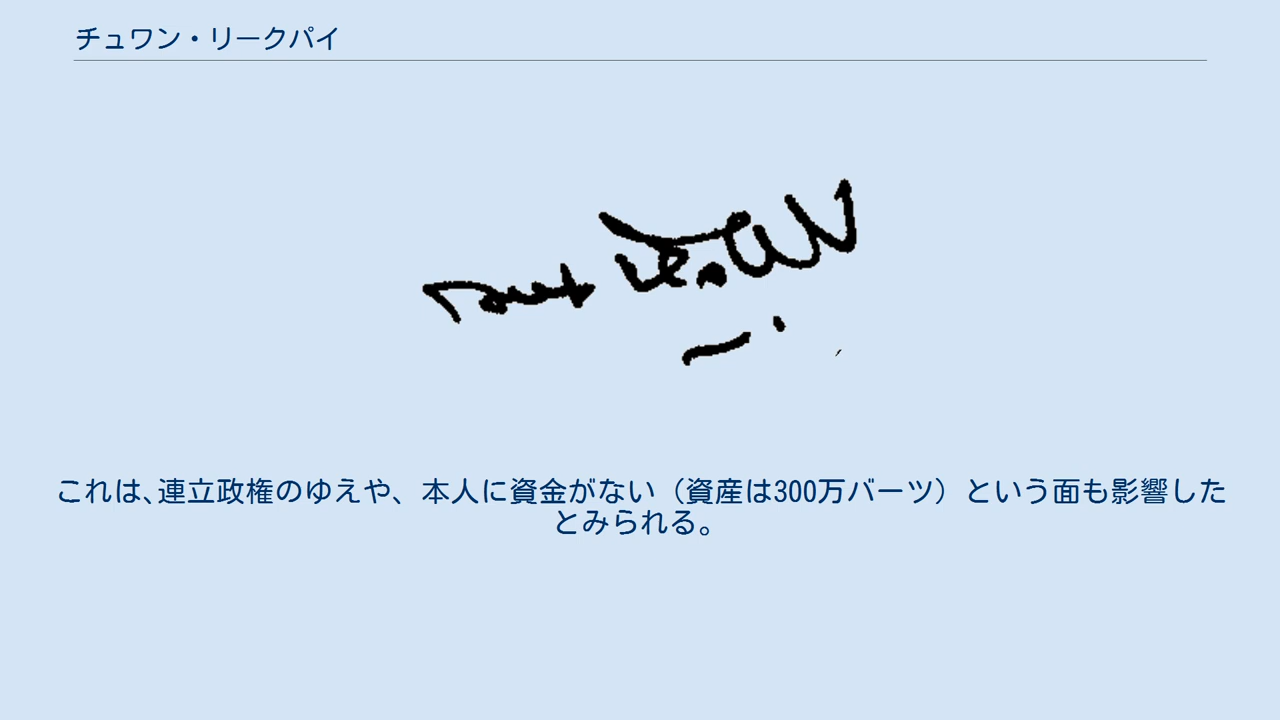 チュワン・リークパイ
これは､連立政権のゆえや、本人に資金がない（資産は300万バーツ）という面も影響した
とみられる。